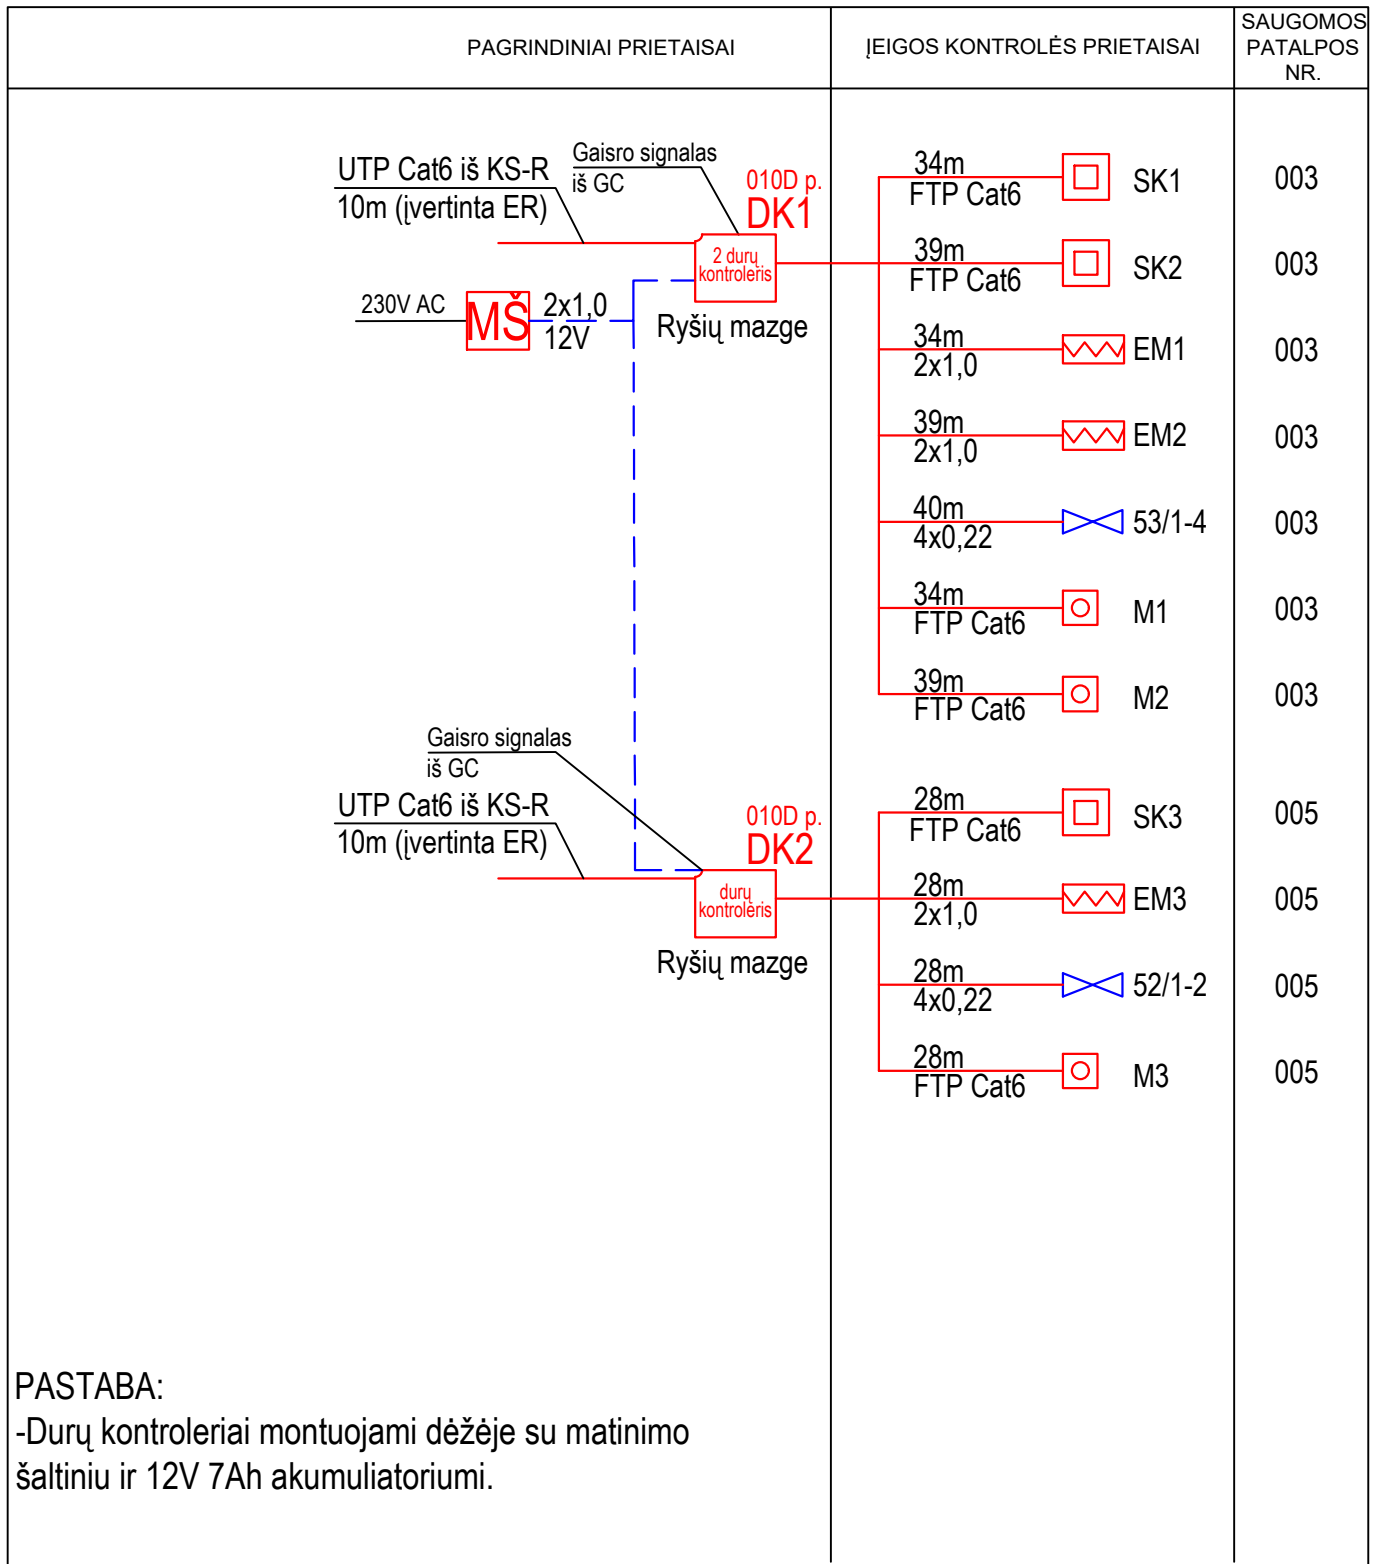 PAGRINDINIAI PRIETAISAI
ĮEIGOS KONTROLĖS PRIETAISAI
SAUGOMOS
PATALPOS
NR.
UTP Cat6 iš KS-R
10m (įvertinta ER)
Gaisro signalas
iš GC
010D p.
DK1
2 durų
kontroleris
Ryšių mazge
230V AC
MŠ
2x1,0
12V
34m
FTP Cat6
SK1
003
39m
FTP Cat6
SK2
003
34m
2x1,0
EM1
003
39m
2x1,0
EM2
003
40m
4x0,22
53/1-4
003
34m
FTP Cat6
M1
003
39m
FTP Cat6
M2
003
Gaisro signalas
iš GC
UTP Cat6 iš KS-R
10m (įvertinta ER)
010D p.
DK2
durų
kontroleris
Ryšių mazge
28m
FTP Cat6
SK3
005
28m
2x1,0
EM3
005
28m
4x0,22
52/1-2
005
28m
FTP Cat6
M3
005
PASTABA:
-Durų kontroleriai montuojami dėžėje su matinimo
šaltiniu ir 12V 7Ah akumuliatoriumi.